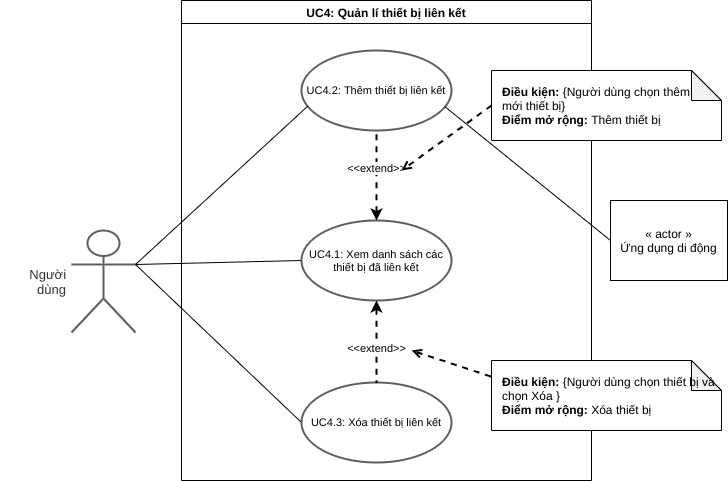 UC4: Quản lí thiết bị liên kết
UC4.2: Thêm thiết bị liên kết
Điều kiện: {Người dùng chọn thêm
mới thiết bị}
Điểm mở rộng: Thêm thiết bị
<<extend>>
« actor »
Ứng dụng di động
UC4.1: Xem danh sách các
thiết bị đã liên kết
Người
dùng
<<extend>>
Điều kiện: {Người dùng chọn thiết bị và
chọn Xóa }
Điểm mở rộng: Xóa thiết bị
UC4.3: Xóa thiết bị liên kết